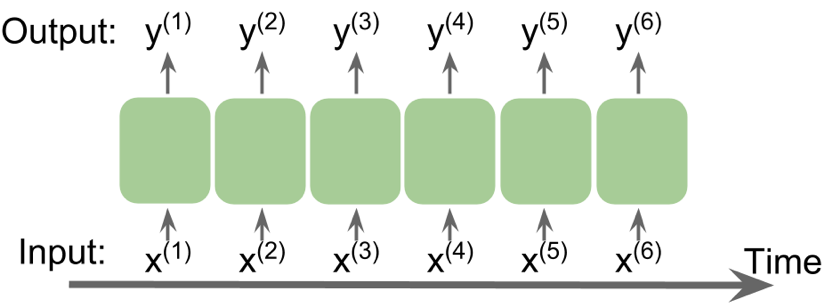 Output: y(1) y(2) y(3) y(4) y(5) y(6)
Input: x(1) x(2) x(3) x(4) x(5) x(6)
Time